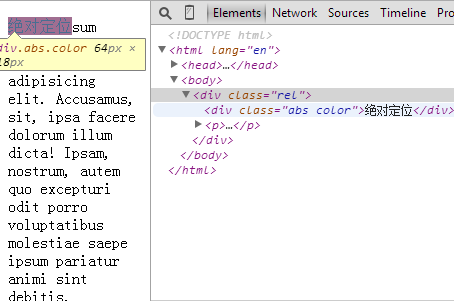 绝对定位sum
div.abs.color 64px ×
18px
adipisicing
elit. Accusamus,
sit, ipsa facere
dolorum illum
dicta! Ipsam,
nostrum, autem
quo excepturi
odit porro
voluptatibus
molestiae saepe
ipsum pariatur
animi sint
debitis,
Elements Network Sources Timeline Profiles
<!DOCTYPE html>
▼<html lang="en">
▶<head>…</head>
▼<body>
▼<div class="rel">
<div class="abs color">绝对定位</div>
▶<p>…</p>
</div>
</body>
</html>